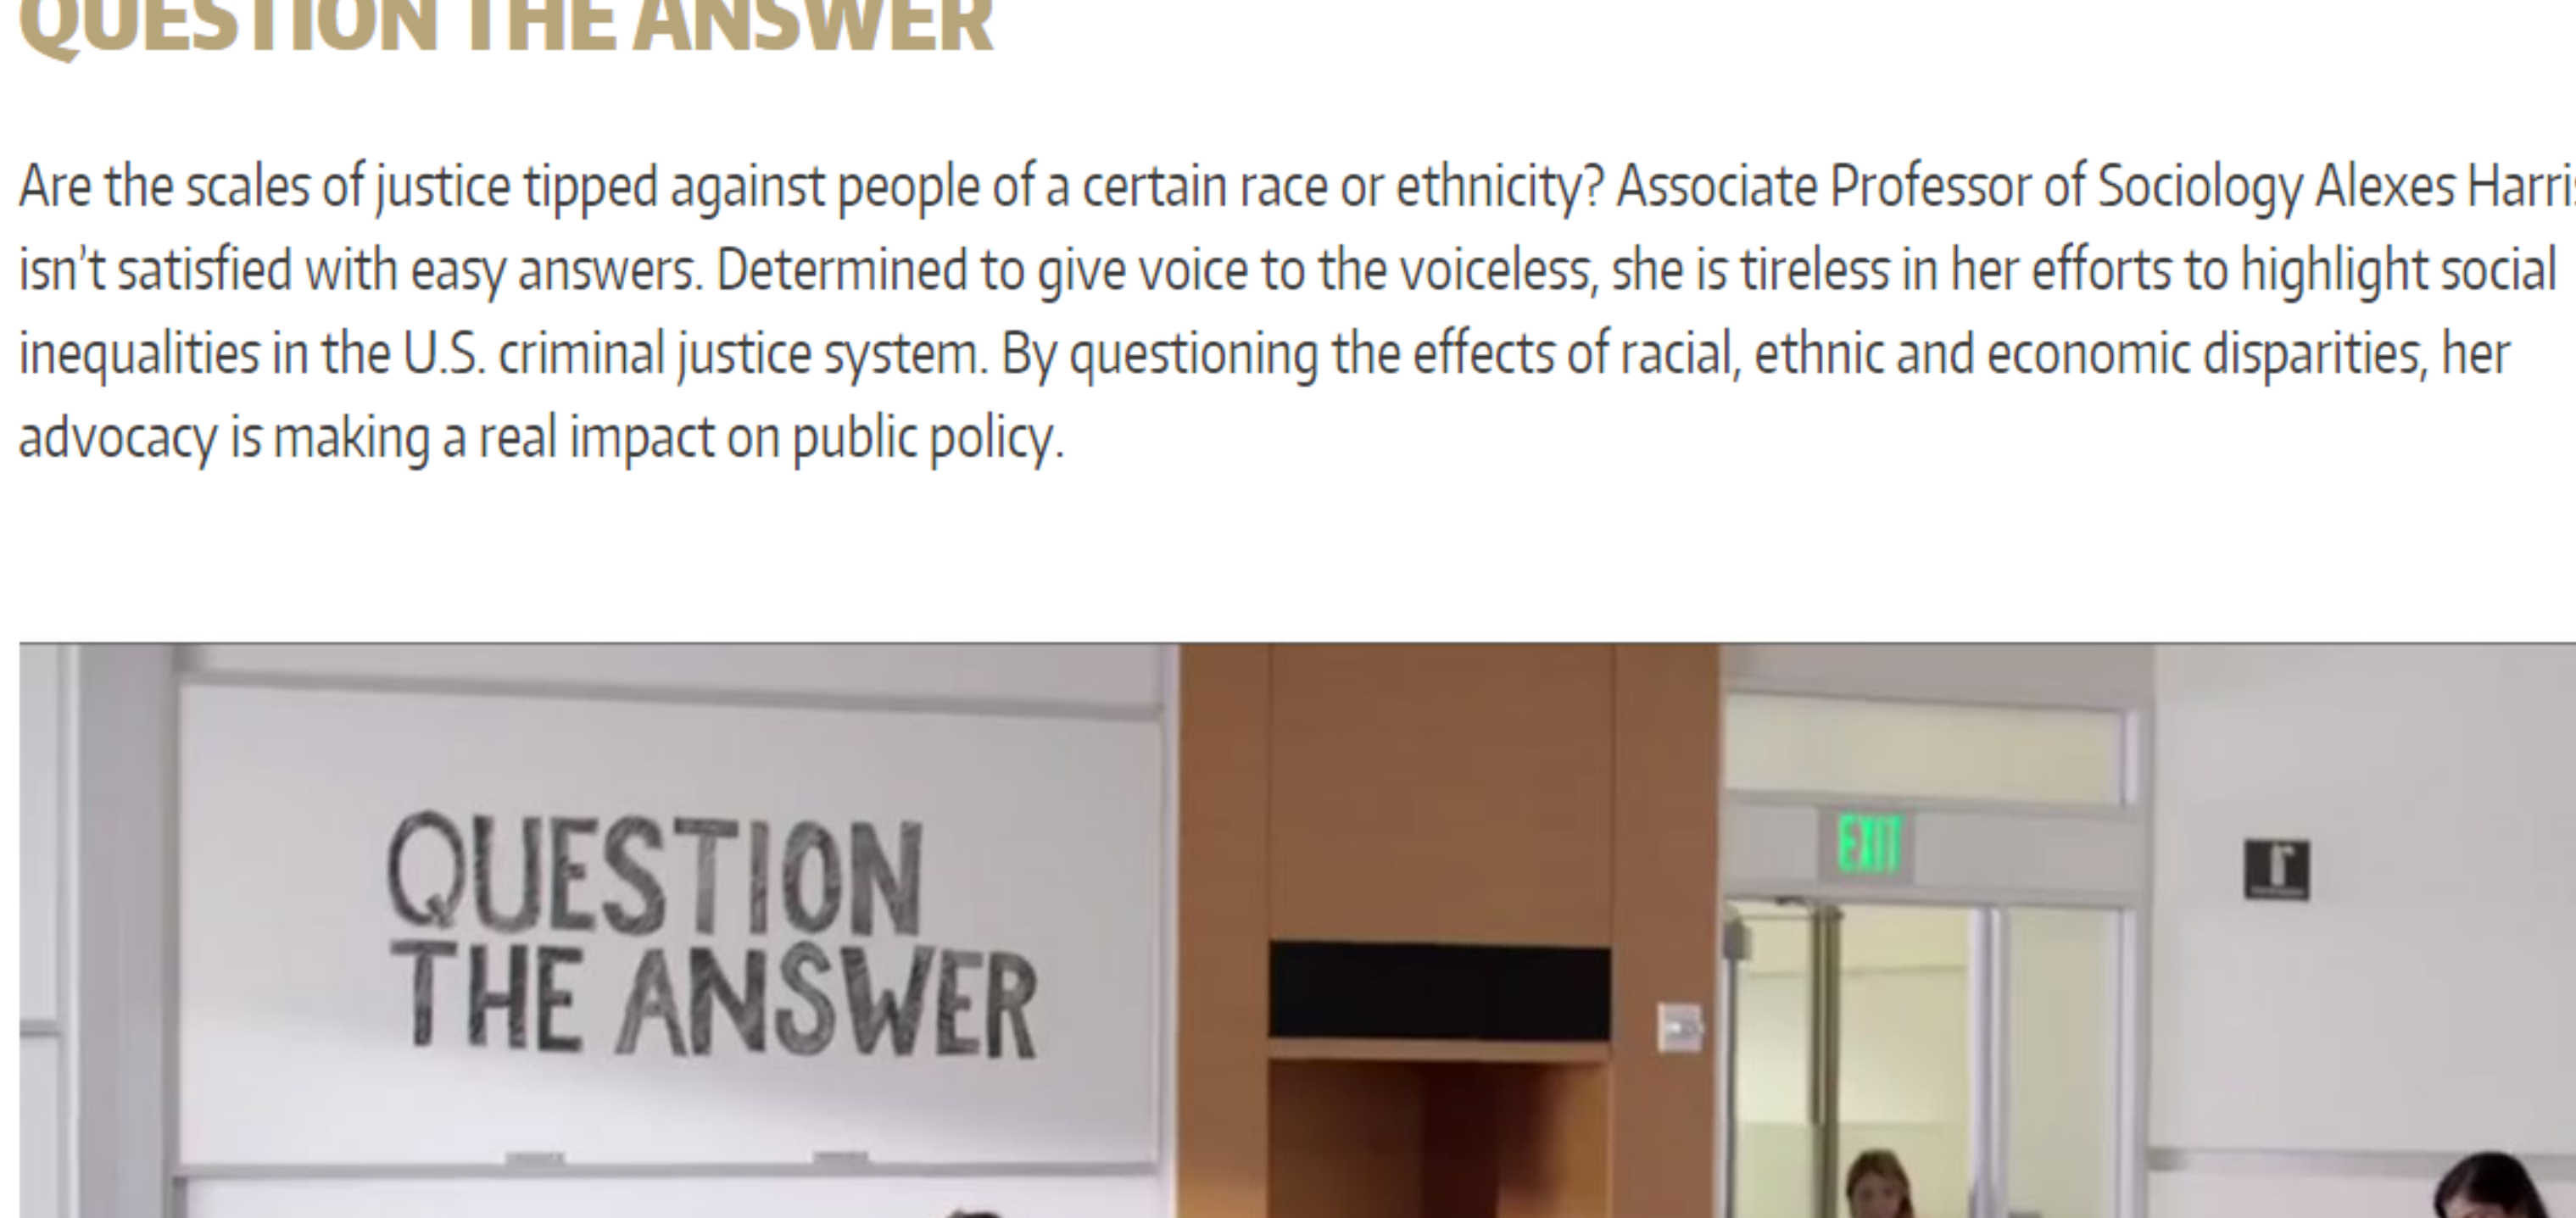 QUESTION THE ANSWER
Are the scales of justice tipped against people of a certain race or ethnicity? Associate Professor of Sociology Alexes Harris
isn’t satisfied with easy answers. Determined to give voice to the voiceless, she is tireless in her efforts to highlight social
inequalities in the U.S. criminal justice system. By questioning the effects of racial, ethnic and economic disparities, her
advocacy is making a real impact on public policy.
QUESTION
THE ANSWER
EXIT